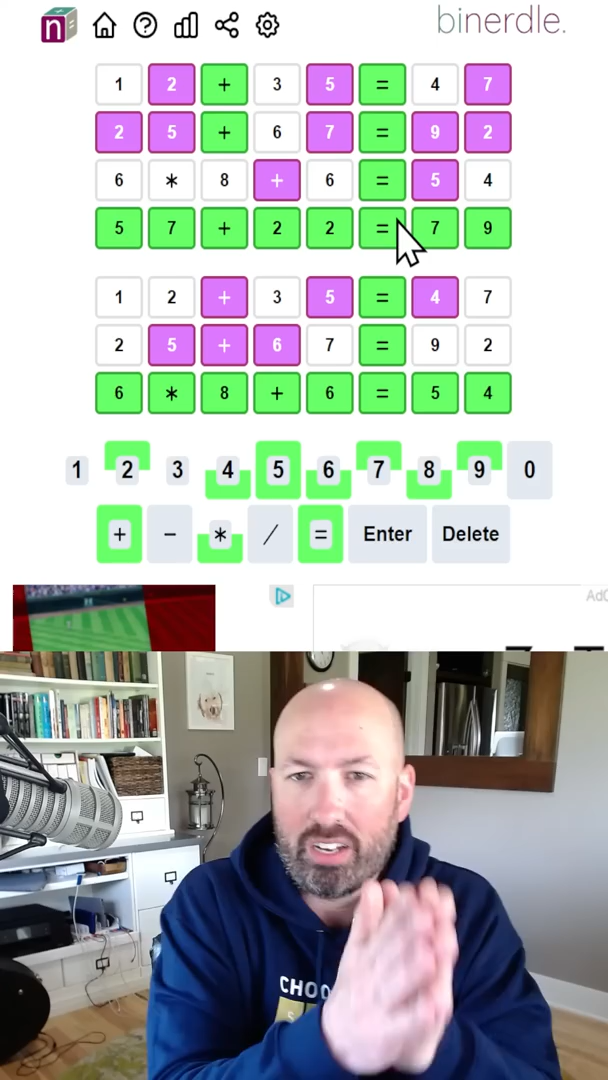 n binerdle.
1 2 + 3 5 = 4 7
2 5 + 6 7 = 9 2
6 * 8 + 6 = 5 4
5 7 + 2 2 = 7 9
1 2 + 3 5 = 4 7
2 5 + 6 7 = 9 2
6 * 8 + 6 = 5 4
1 2 3 4 5 6 7 8 9 0
+ - * / = Enter Delete
CHOO
S